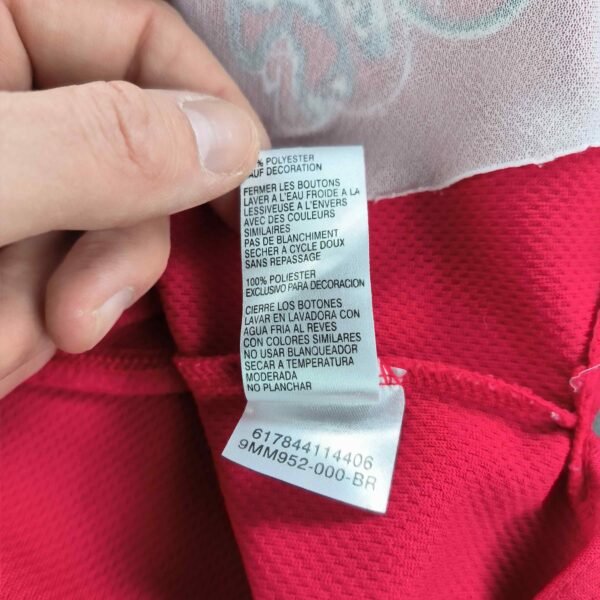 % POLYESTER
AUF DECORATION
FERMER LES BOUTONS
LAVER A L'EAU FROIDE A LA
LESSIVEUSE A L'ENVERS
AVEC DES COULEURS
SIMILAIRES
PAS DE BLANCHIMENT
SECHER A CYCLE DOUX
SANS REPASSAGE
100% POLIESTER
EXCLUSIVO PARA DECORACION
CIERRE LOS BOTONES
LAVAR EN LAVADORA CON
AGUA FRIA AL REVES
CON COLORES SIMILARES
NO USAR BLANQUEADOR
SECAR A TEMPERATURA
MODERADA
NO PLANCHAR
617844114406
9MM952-000-BR